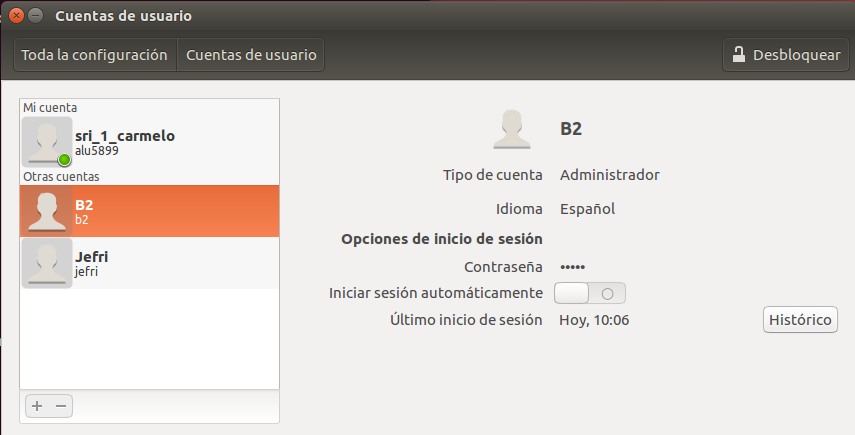 Cuentas de usuario
Toda la configuración Cuentas de usuario Desbloquear
Mi cuenta
sri_1_carmelo
alu5899
Otras cuentas
B2
b2
Jefri
jefri
B2
Tipo de cuenta Administrador
Idioma Español
Opciones de inicio de sesión
Contraseña •••••
Iniciar sesión automáticamente
Último inicio de sesión Hoy, 10:06 Histórico